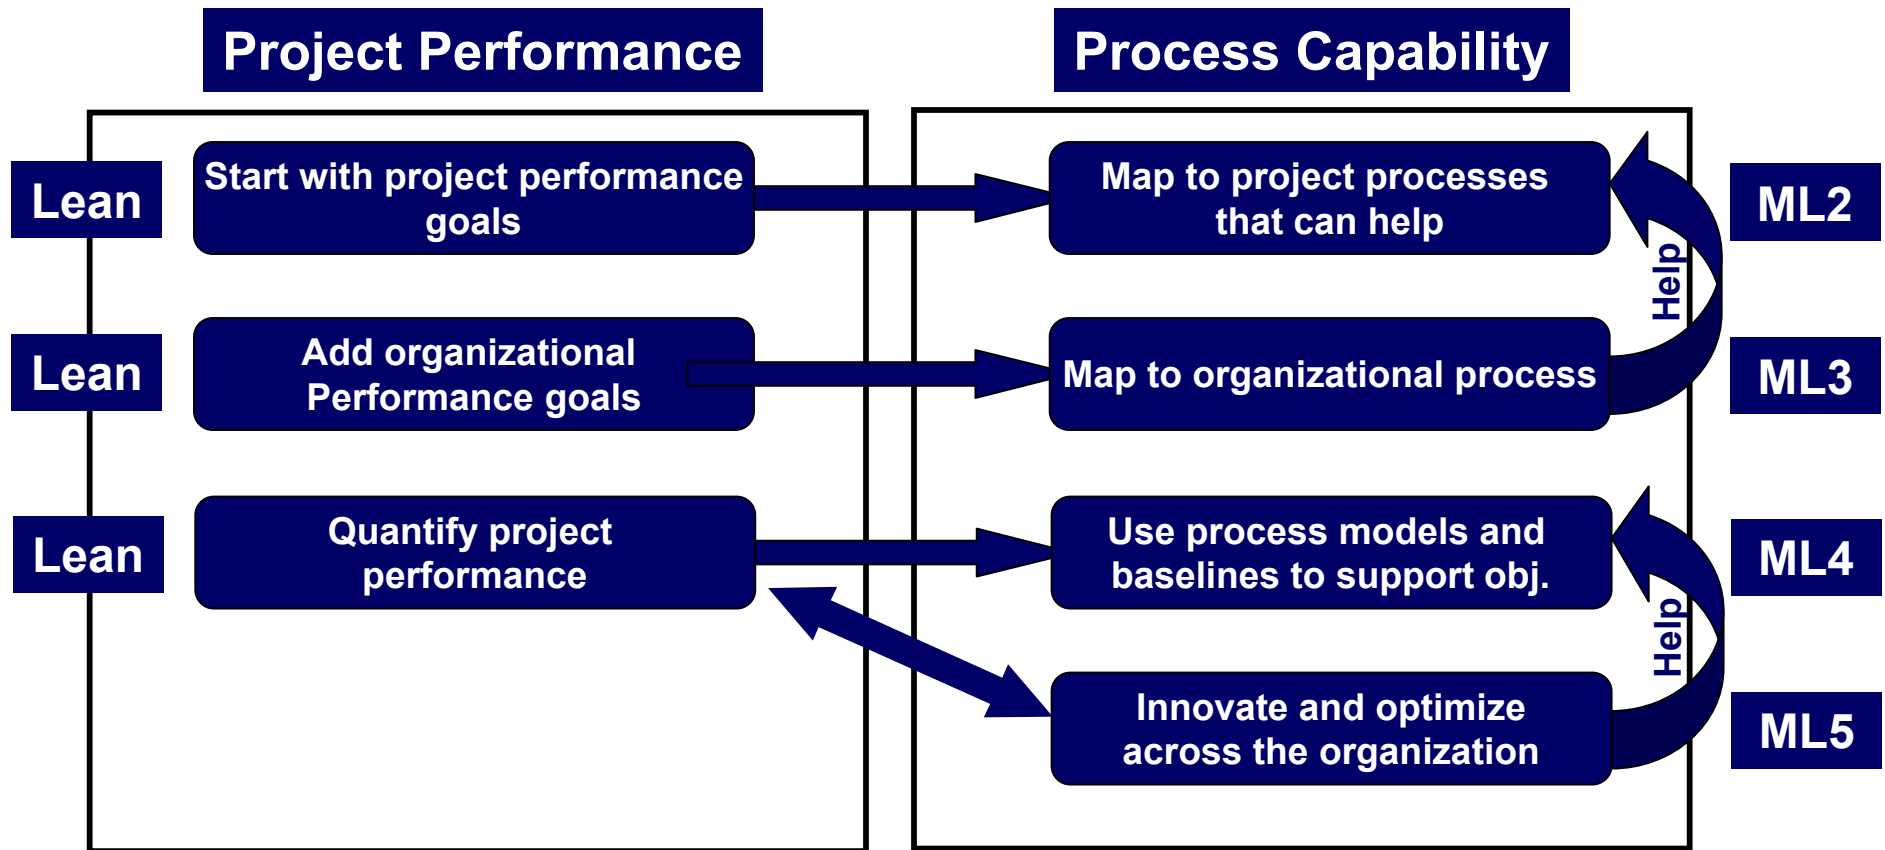 Project Performance
Process Capability
Lean
Start with project performance
goals
Map to project processes
that can help
ML2
Help
Lean
Add organizational
Performance goals
Map to organizational process
ML3
Lean
Quantify project
performance
Use process models and
baselines to support obj.
ML4
Help
Innovate and optimize
across the organization
ML5